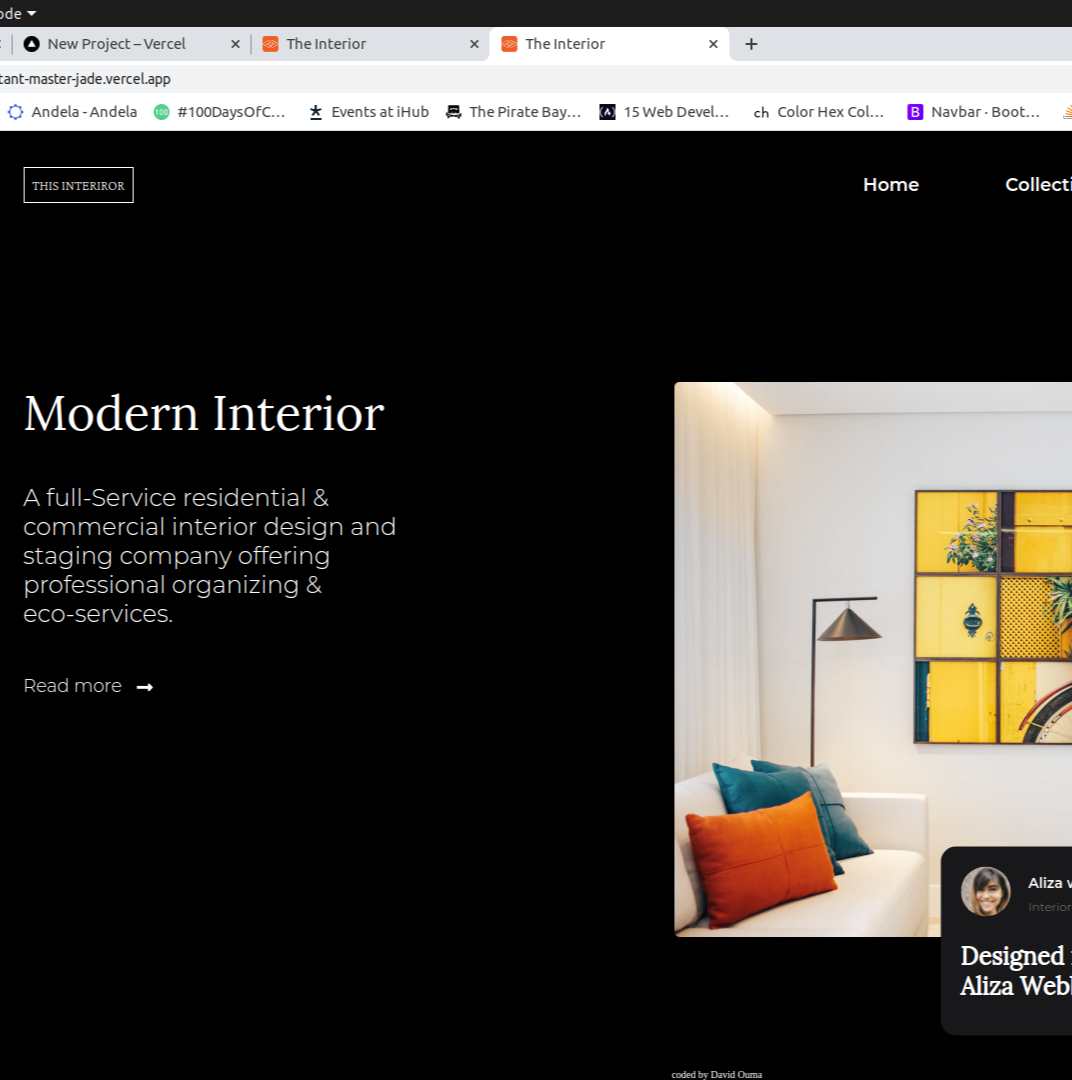 ode
New Project – Vercel
The Interior
The Interior
tant-master-jade.vercel.app
Andela - Andela
100
#100DaysOfC...
Events at iHub
The Pirate Bay...
15 Web Devel...
ch
Color Hex Col...
B
Navbar · Boot...
THIS INTERIROR
Home
Collecti
Modern Interior
A full-Service residential &
commercial interior design and
staging company offering
professional organizing &
eco-services.
Read more
Aliza
Interior
Designed
Aliza Web
coded by David Ouma